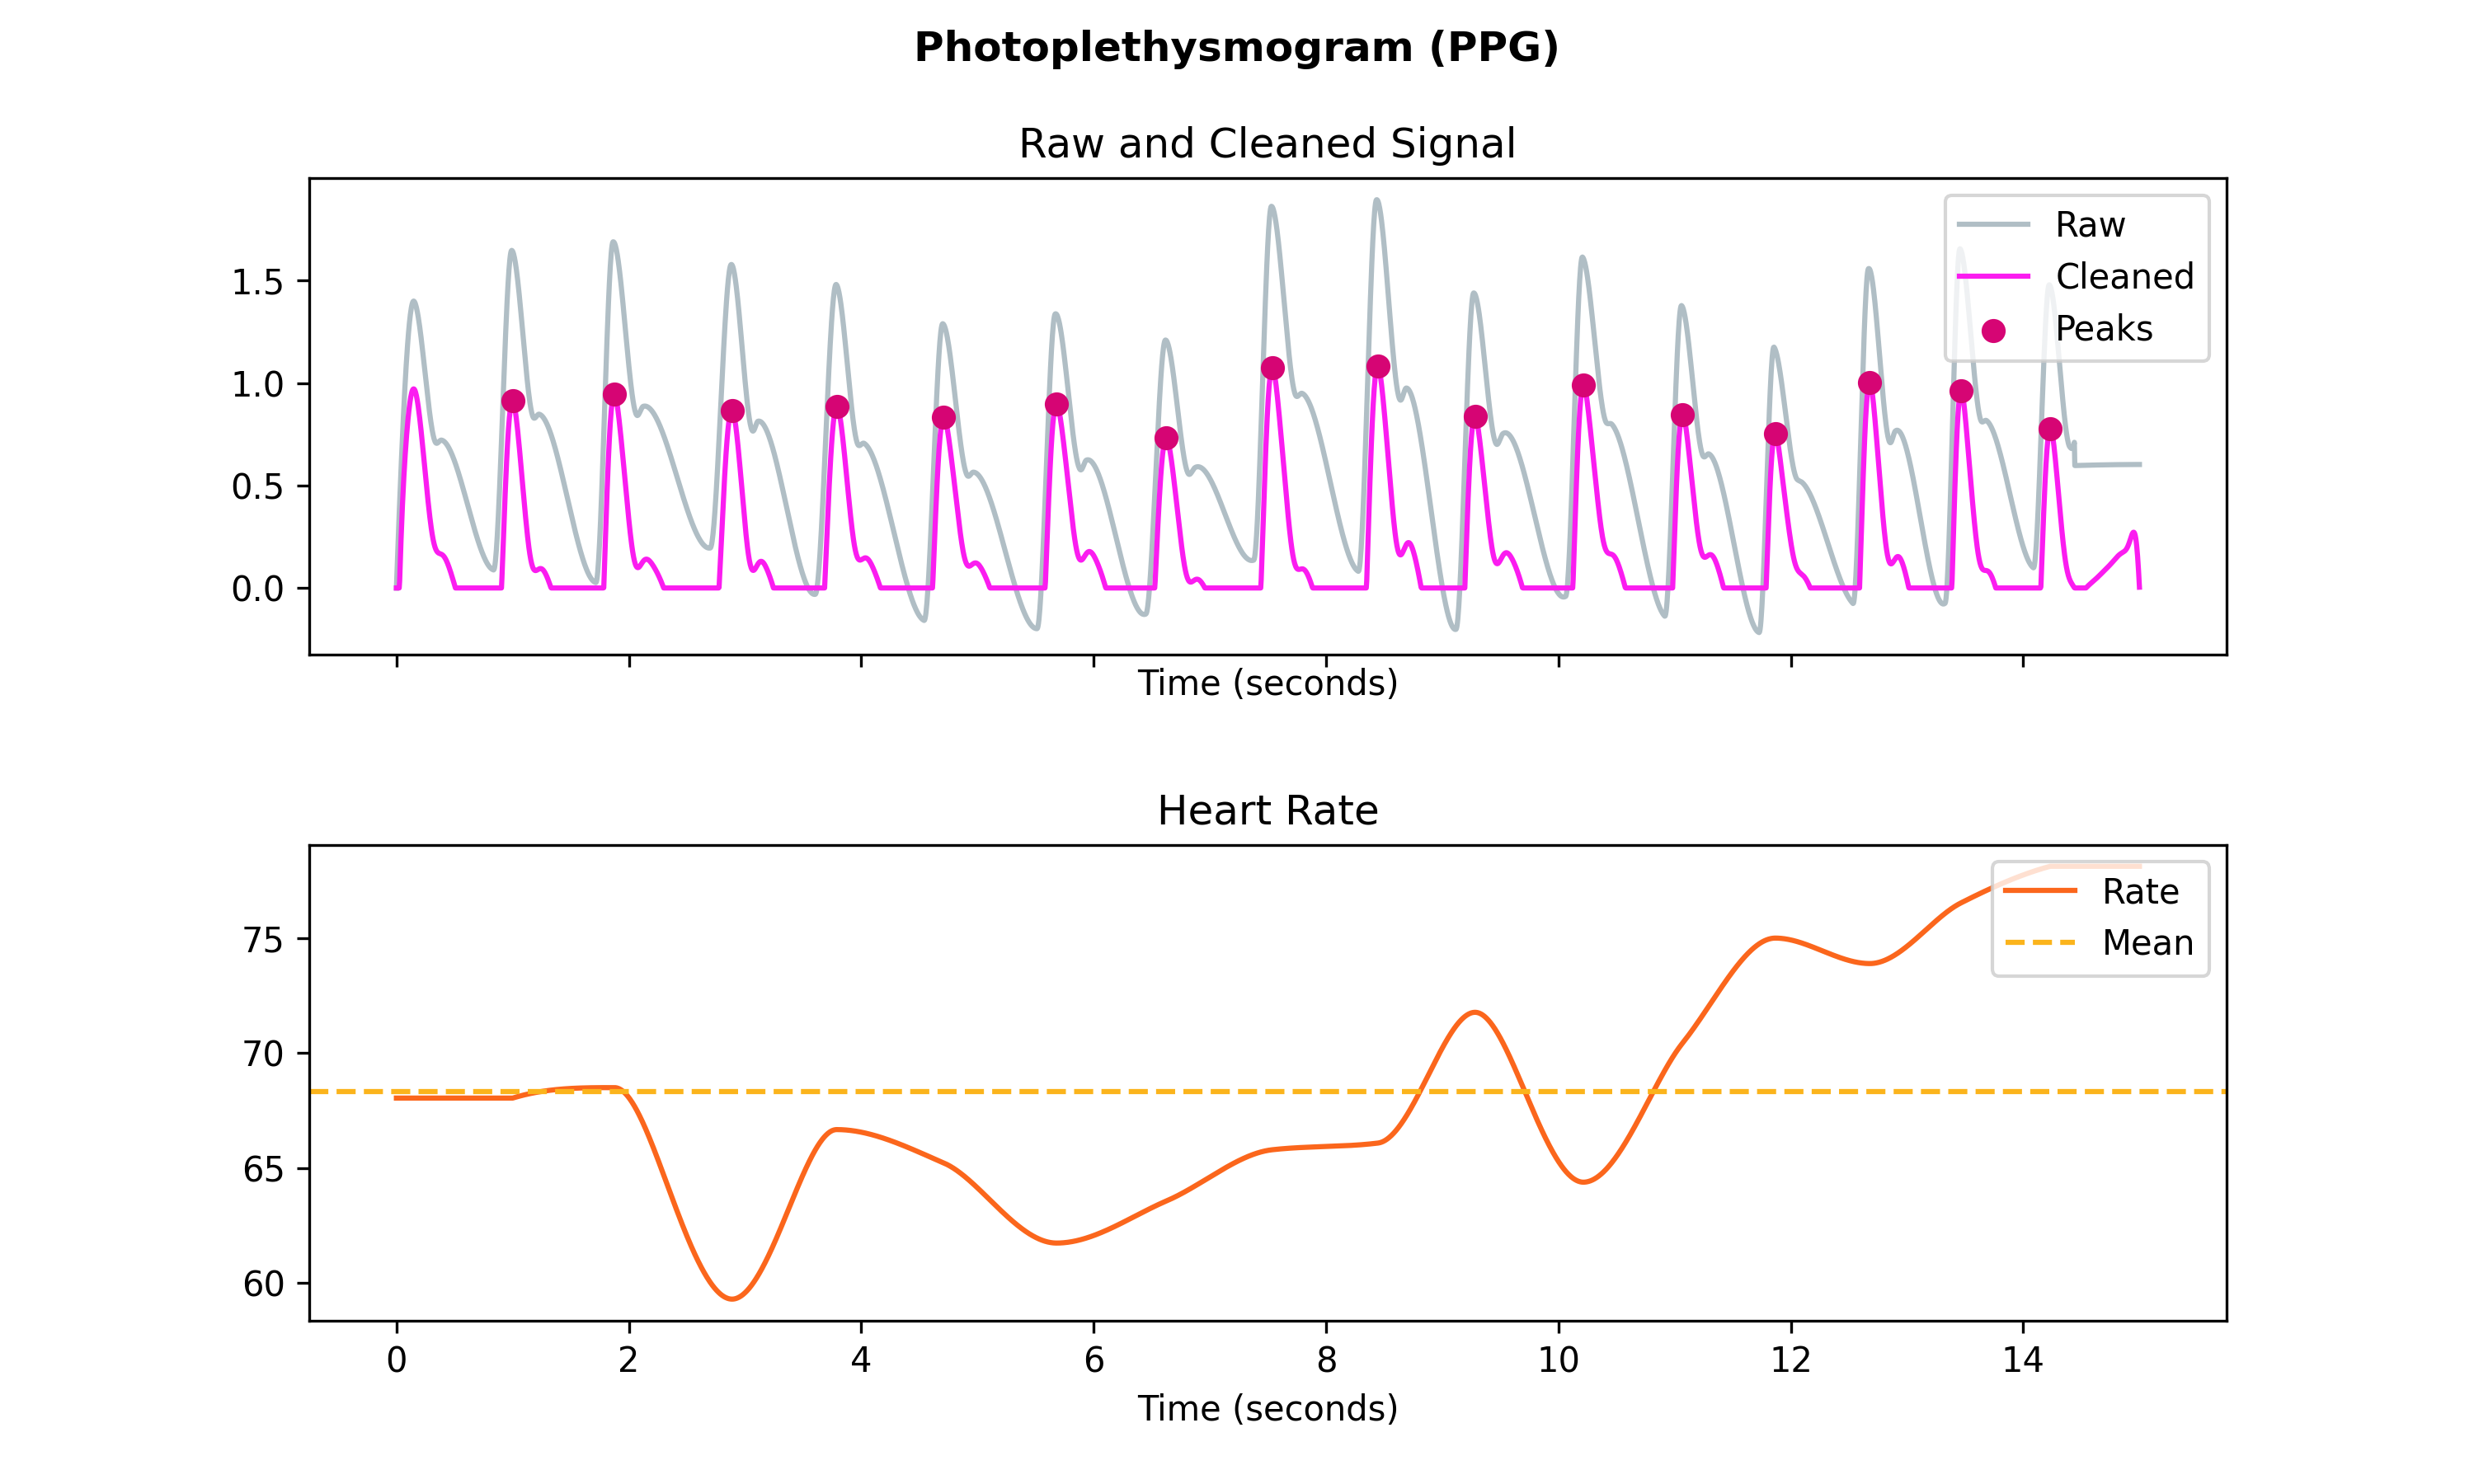 Photoplethysmogram (PPG)
Raw and Cleaned Signal
1.5
1.0
0.5
0.0
Raw
Cleaned
Peaks
Time (seconds)
Heart Rate
75
70
65
60
Rate
Mean
0 2 4 6 8 10 12 14
Time (seconds)